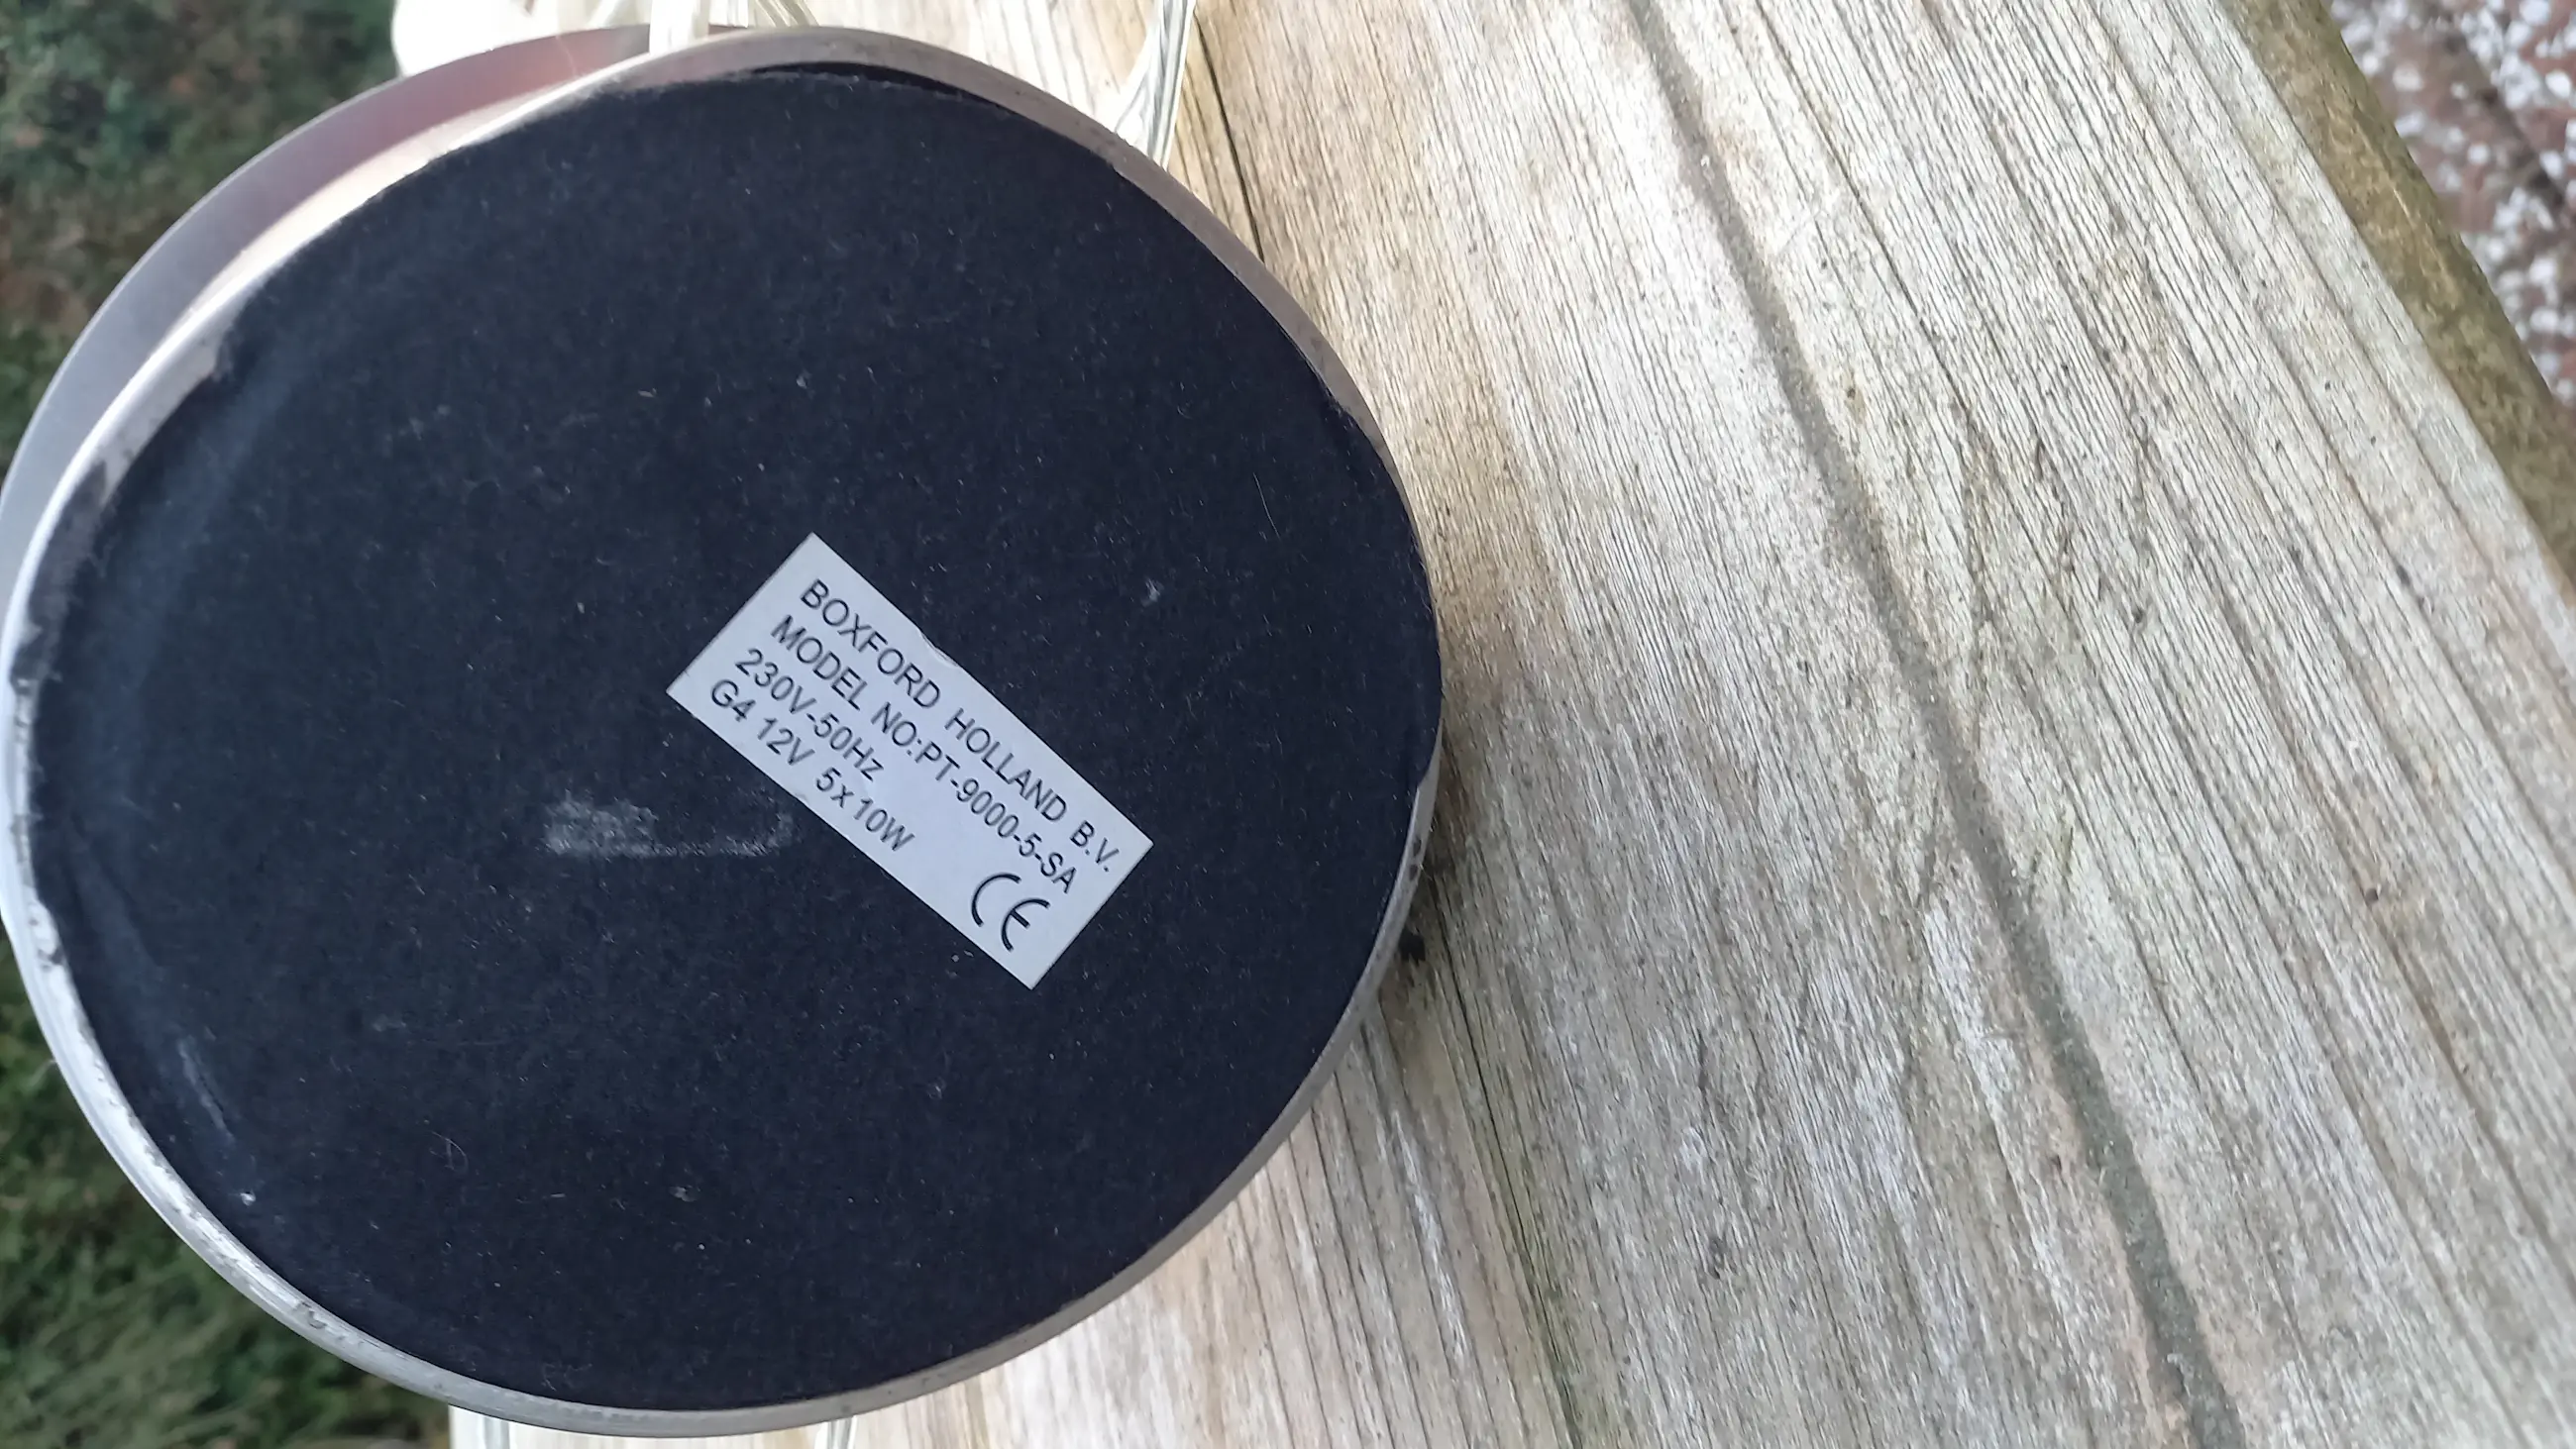 BOXFORD HOLLAND B.V.
MODEL NO:PT-9000-5-SA
230V-50Hz
G4 12V 5x10W
CE